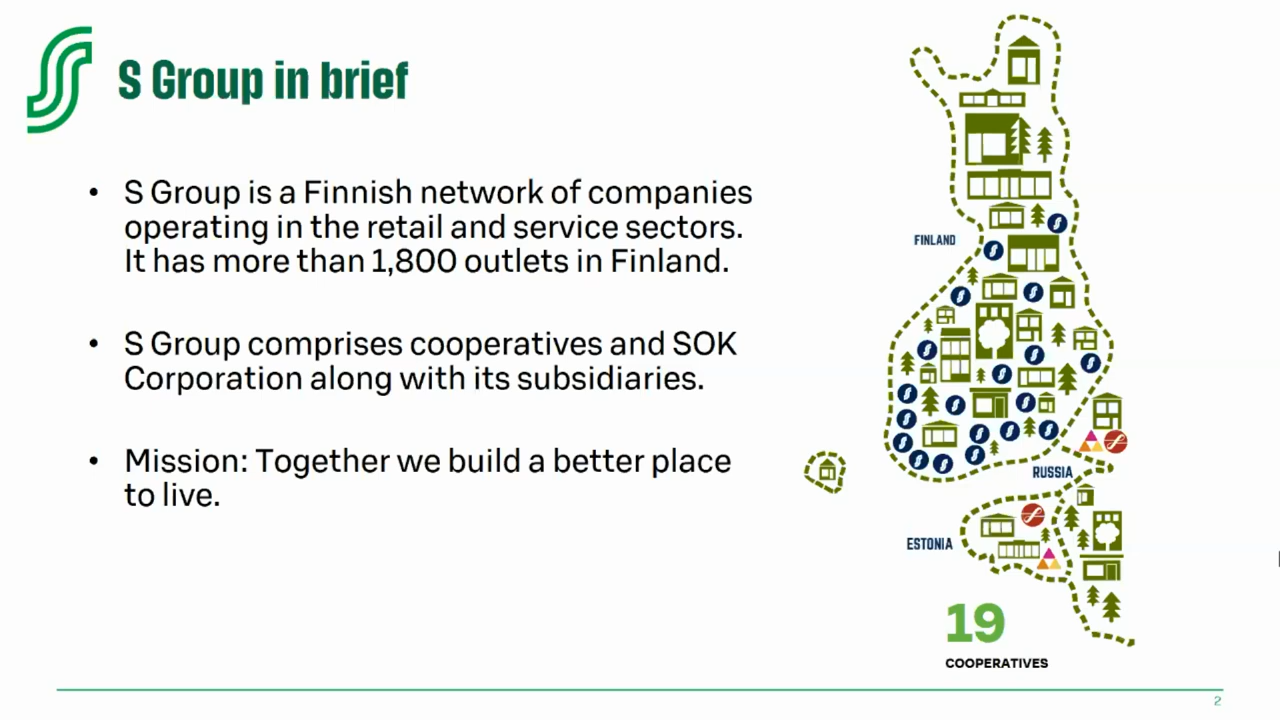 S Group in brief
• S Group is a Finnish network of companies
operating in the retail and service sectors.
It has more than 1,800 outlets in Finland.
• S Group comprises cooperatives and SOK
Corporation along with its subsidiaries.
• Mission: Together we build a better place
to live.
FINLAND
RUSSIA
ESTONIA
19
COOPERATIVES
2